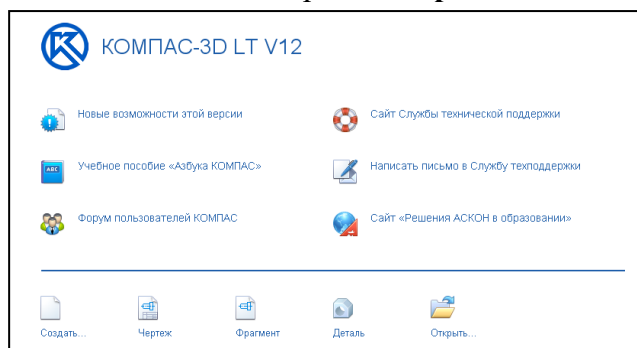 КОМПАС-3D LT V12
Новые возможности этой версии
Сайт Службы технической поддержки
ABC
Учебное пособие «Азбука КОМПАС»
Написать письмо в Службу техподдержки
Форум пользователей КОМПАС
Сайт «Решения АСКОН в образовании»
Создать...
Чертеж
Фрагмент
Деталь
Открыть...